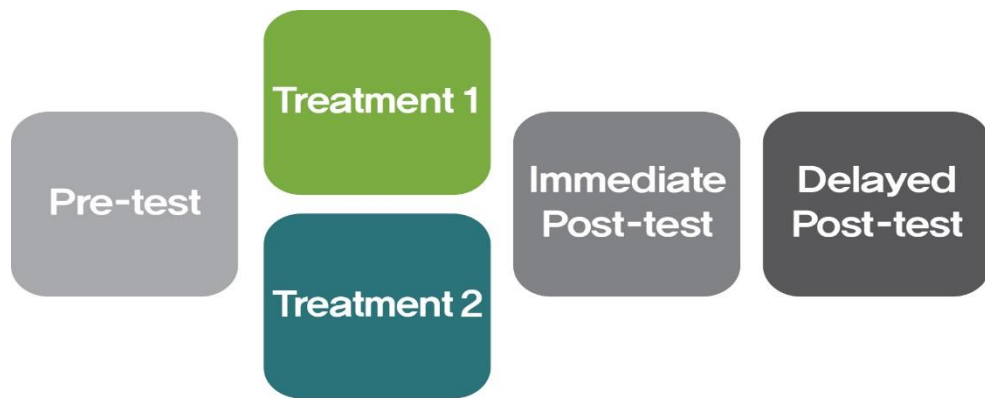 Pre-test
Treatment 1
Treatment 2
Immediate
Post-test
Delayed
Post-test